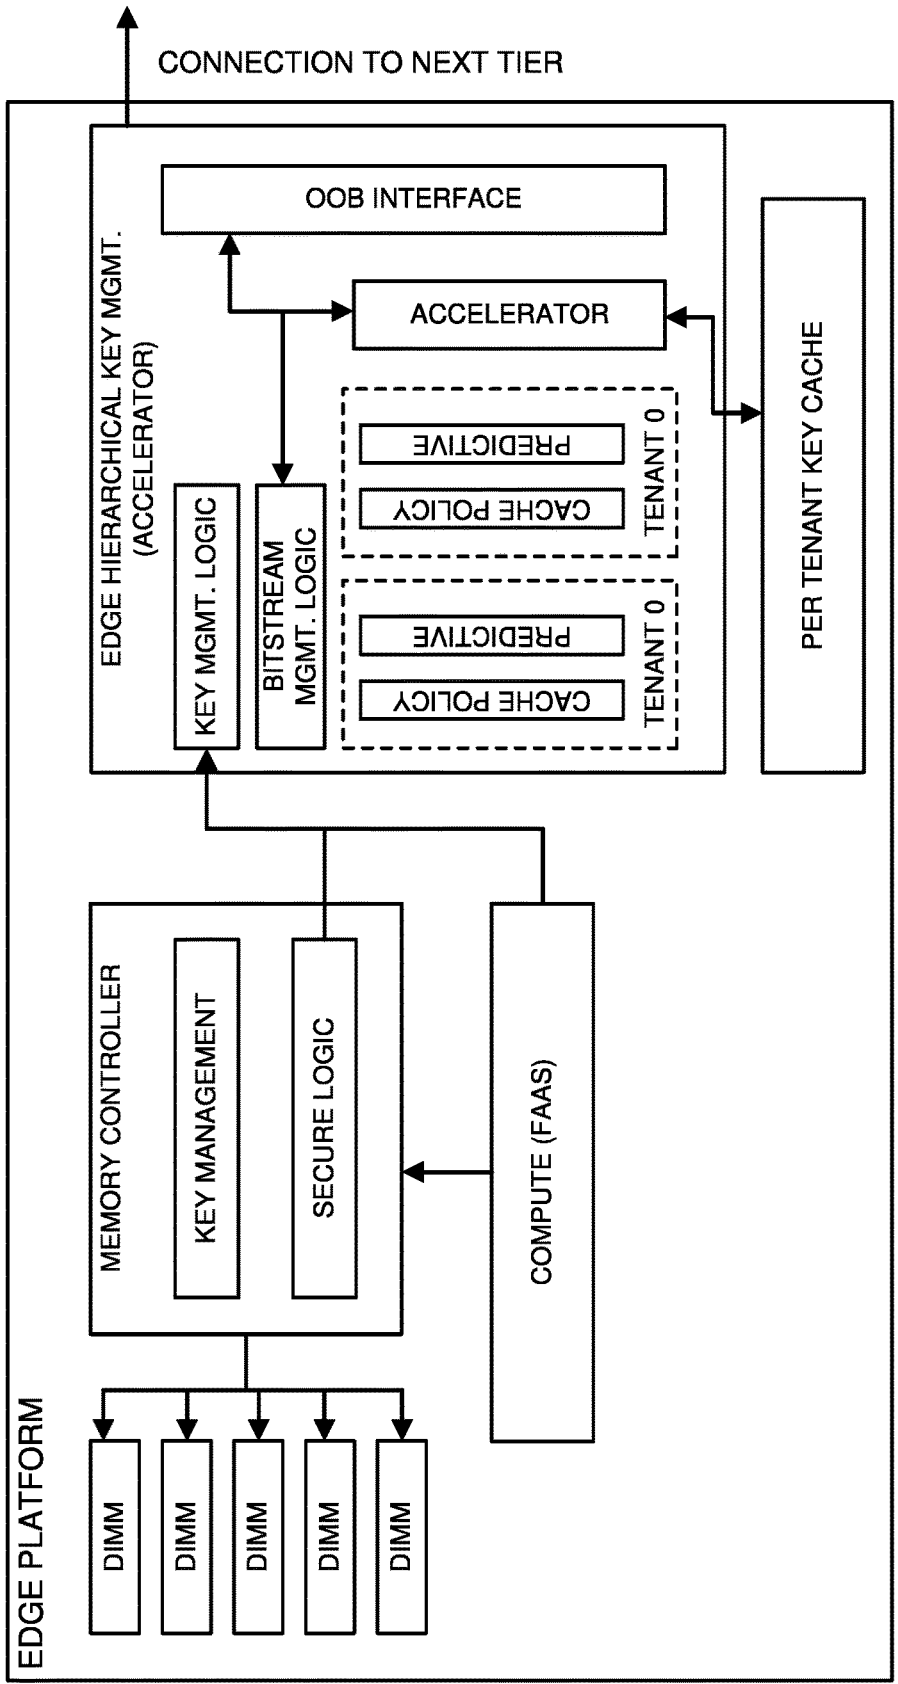 CONNECTION TO NEXT TIER
EDGE PLATFORM
EDGE HIERARCHICAL KEY MGMT.
(ACCELERATOR)
OOB INTERFACE
ACCELERATOR
KEY MGMT. LOGIC
BITSTREAM
MGMT. LOGIC
PREDICTIVE
CACHE POLICY
TENANT 0
PREDICTIVE
CACHE POLICY
TENANT 0
PER TENANT KEY CACHE
MEMORY CONTROLLER
KEY MANAGEMENT
SECURE LOGIC
COMPUTE (FAAS)
DIMM
DIMM
DIMM
DIMM
DIMM